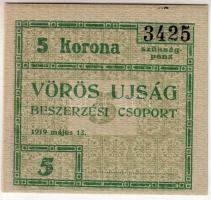 5 korona
3425
szükség-
pénz
VÖRÖS UJSÁG
BESZERZÉSI CSOPORT
1919 május 13.
5